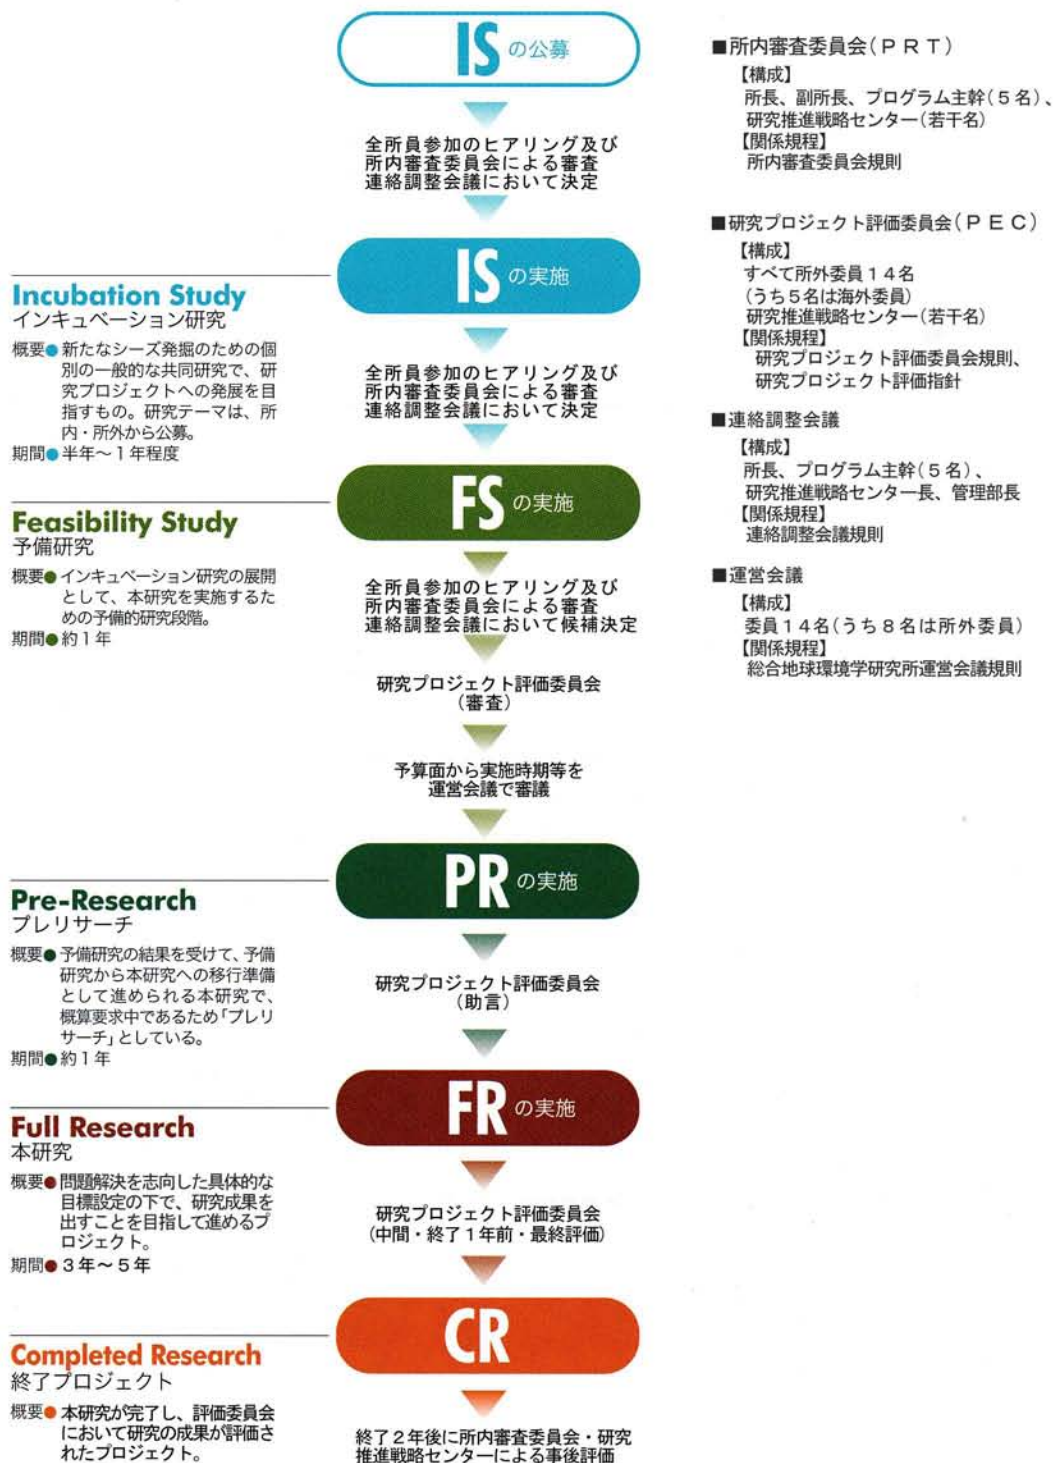 ISの公募
全所員参加のヒアリング及び
所内審査委員会による審査
連絡調整会議において決定
ISの実施
Incubation Study
インキュベーション研究
概要●新たなシーズ発掘のための個
別の一般的な共同研究で、研
究プロジェクトへの発展を目
指すもの。研究テーマは、所
内・所外から公募。
期間●半年～1年程度
全所員参加のヒアリング及び
所内審査委員会による審査
連絡調整会議において決定
FSの実施
Feasibility Study
予備研究
概要●インキュベーション研究の展開
として、本研究を実施するた
めの予備的研究段階。
期間●約1年
全所員参加のヒアリング及び
所内審査委員会による審査
連絡調整会議において候補決定
研究プロジェクト評価委員会
(審査)
予算面から実施時期等を
運営会議で審議
PRの実施
Pre-Research
プレリサーチ
概要●予備研究の結果を受けて、予備
研究から本研究への移行準備
として進められる本研究で、
概算要求中であるため「プレリ
サーチ」としている。
期間●約1年
研究プロジェクト評価委員会
(助言)
FRの実施
Full Research
本研究
概要●問題解決を志向した具体的な
目標設定の下で、研究成果を
出すことを目指して進めるプ
ロジェクト。
期間●3年～5年
研究プロジェクト評価委員会
(中間・終了1年前・最終評価)
CR
Completed Research
終了プロジェクト
概要●本研究が完了し、評価委員会
において研究の成果が評価さ
れたプロジェクト。
終了2年後に所内審査委員会・研究
推進戦略センターによる事後評価
■所内審査委員会(PRT)
【構成】
所長、副所長、プログラム主幹(5名)、
研究推進戦略センター(若干名)
【関係規程】
所内審査委員会規則
■研究プロジェクト評価委員会(PEC)
【構成】
すべて所外委員14名
(うち5名は海外委員)
研究推進戦略センター(若干名)
【関係規程】
研究プロジェクト評価委員会規則、
研究プロジェクト評価指針
■連絡調整会議
【構成】
所長、プログラム主幹(5名)、
研究推進戦略センター長、管理部長
【関係規程】
連絡調整会議規則
■運営会議
【構成】
委員14名(うち8名は所外委員)
【関係規程】
総合地球環境学研究所運営会議規則